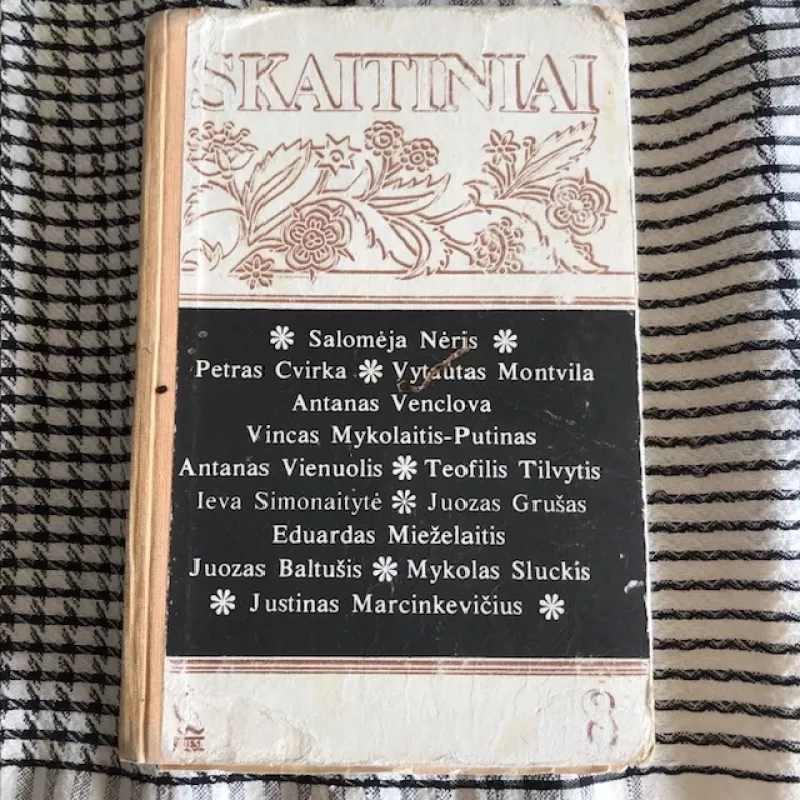 SKAITINIAI
* Salomėja Nėris *
Petras Cvirka * Vytautas Montvila
Antanas Venclova
Vincas Mykolaitis-Putinas
Antanas Vienuolis * Teofilis Tilvytis
Ieva Simonaitytė * Juozas Grušas
Eduardas Mieželaitis
Juozas Baltušis * Mykolas Sluckis
* Justinas Marcinkevičius *